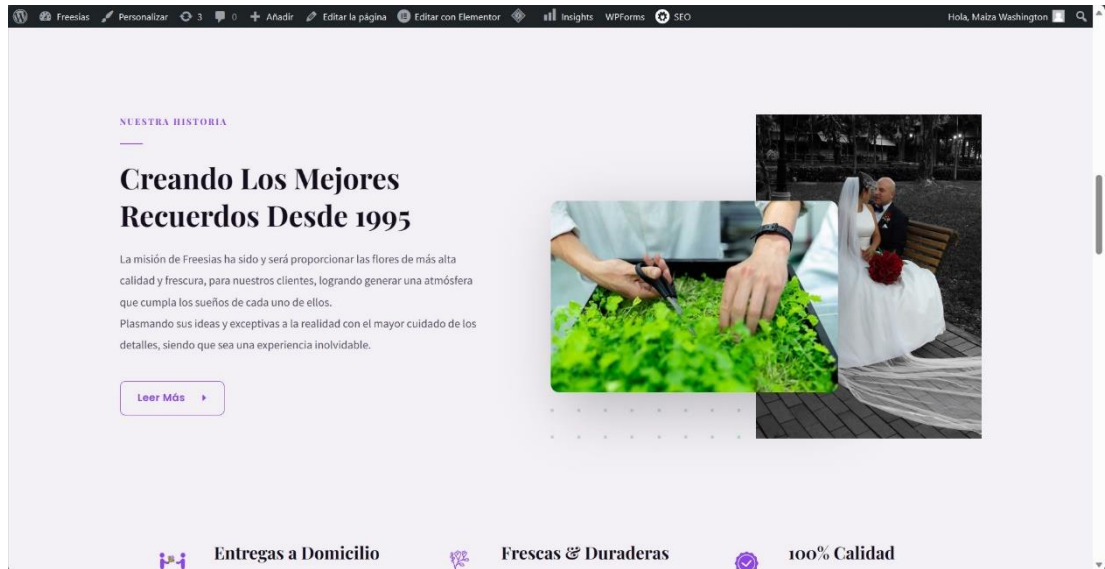 Freesias Personalizar 3 0 Añadir Editar la página Editar con Elementor Insights WPForms SEO Hola, Maiza Washington
NUESTRA HISTORIA
Creando Los Mejores
Recuerdos Desde 1995
La misión de Freesias ha sido y será proporcionar las flores de más alta
calidad y frescura, para nuestros clientes, logrando generar una atmósfera
que cumpla los sueños de cada uno de ellos.
Plasmando sus ideas y exceptivas a la realidad con el mayor cuidado de los
detalles, siendo que sea una experiencia inolvidable.
Leer Más
Entregas a Domicilio Frescas & Duraderas 100% Calidad